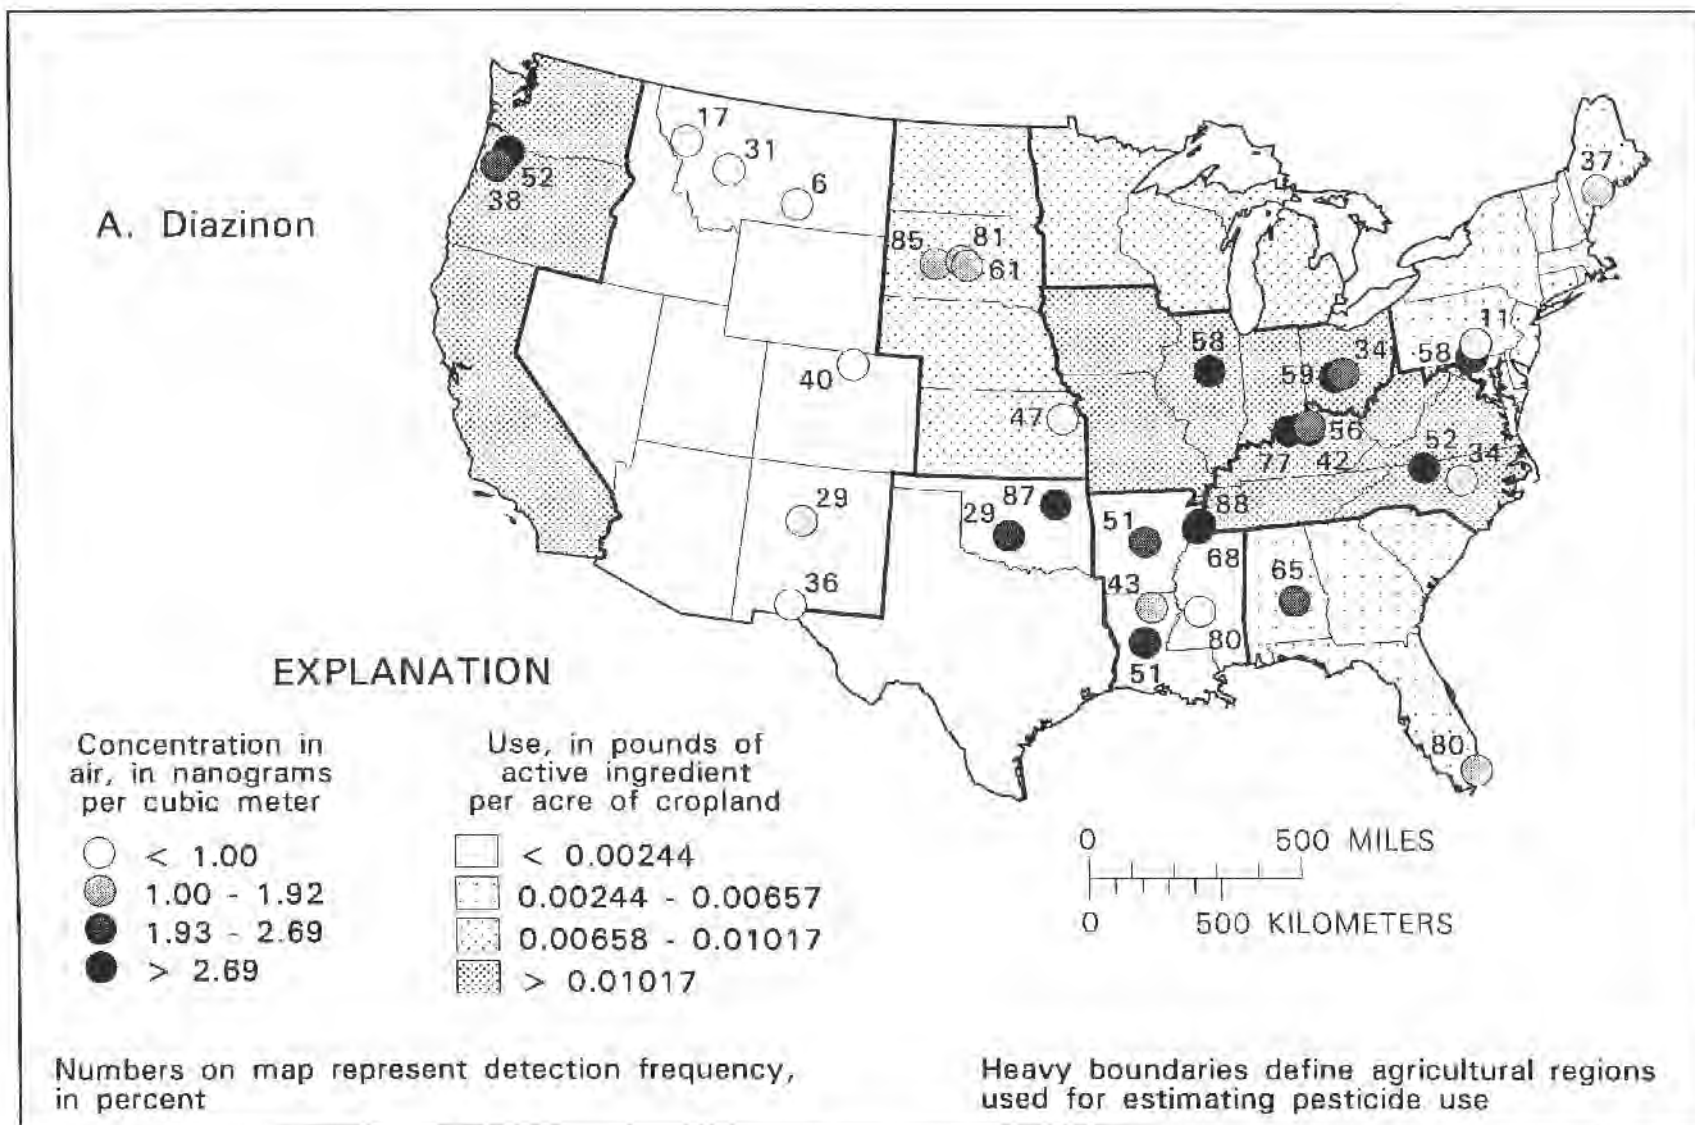 A. Diazinon
17
31
6
52
38
37
85
81
61
11
58
34
58
59
40
47
56
77
42
52
34
29
87
29
51
88
68
36
43
65
80
51
80
EXPLANATION
Concentration in
air, in nanograms
per cubic meter
< 1.00
1.00 - 1.92
1.93 - 2.69
> 2.69
Use, in pounds of
active ingredient
per acre of cropland
< 0.00244
0.00244 - 0.00657
0.00658 - 0.01017
> 0.01017
0 500 MILES
0 500 KILOMETERS
Numbers on map represent detection frequency,
in percent
Heavy boundaries define agricultural regions
used for estimating pesticide use